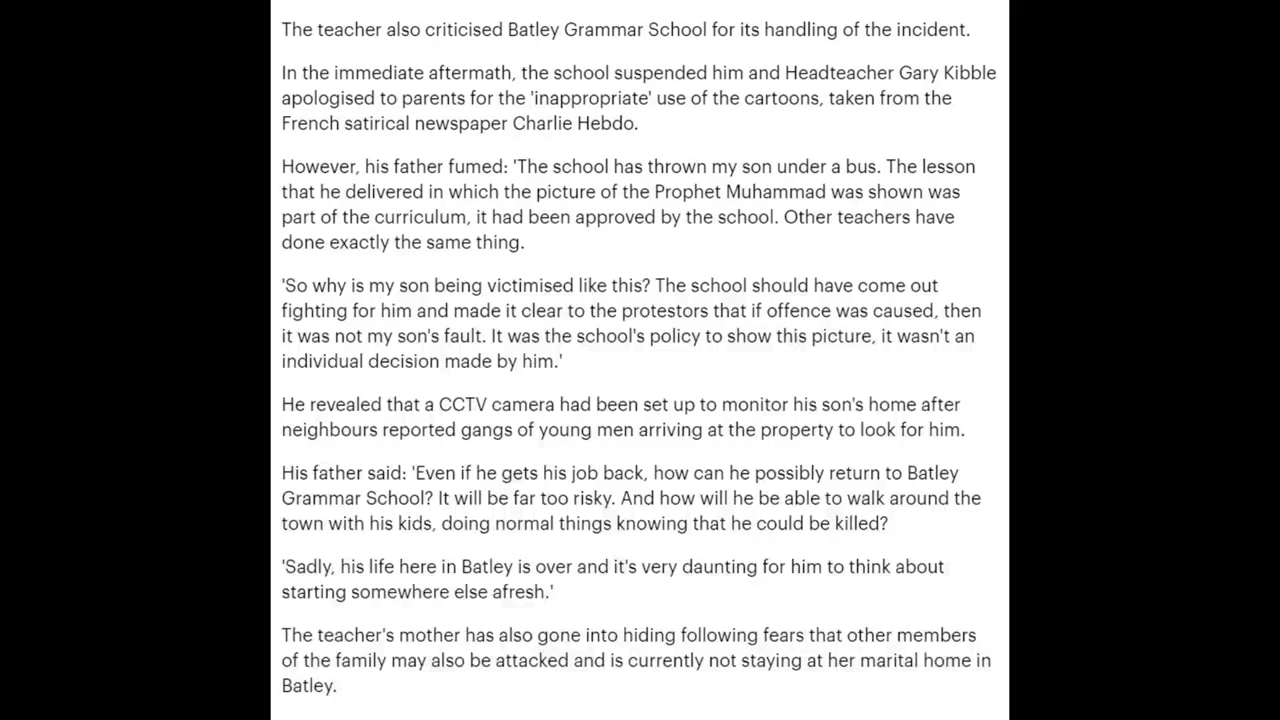 The teacher also criticised Batley Grammar School for its handling of the incident.
In the immediate aftermath, the school suspended him and Headteacher Gary Kibble
apologised to parents for the 'inappropriate' use of the cartoons, taken from the
French satirical newspaper Charlie Hebdo.
However, his father fumed: 'The school has thrown my son under a bus. The lesson
that he delivered in which the picture of the Prophet Muhammad was shown was
part of the curriculum, it had been approved by the school. Other teachers have
done exactly the same thing.
'So why is my son being victimised like this? The school should have come out
fighting for him and made it clear to the protestors that if offence was caused, then
it was not my son's fault. It was the school's policy to show this picture, it wasn't an
individual decision made by him.'
He revealed that a CCTV camera had been set up to monitor his son's home after
neighbours reported gangs of young men arriving at the property to look for him.
His father said: 'Even if he gets his job back, how can he possibly return to Batley
Grammar School? It will be far too risky. And how will he be able to walk around the
town with his kids, doing normal things knowing that he could be killed?
'Sadly, his life here in Batley is over and it's very daunting for him to think about
starting somewhere else afresh.'
The teacher's mother has also gone into hiding following fears that other members
of the family may also be attacked and is currently not staying at her marital home in
Batley.